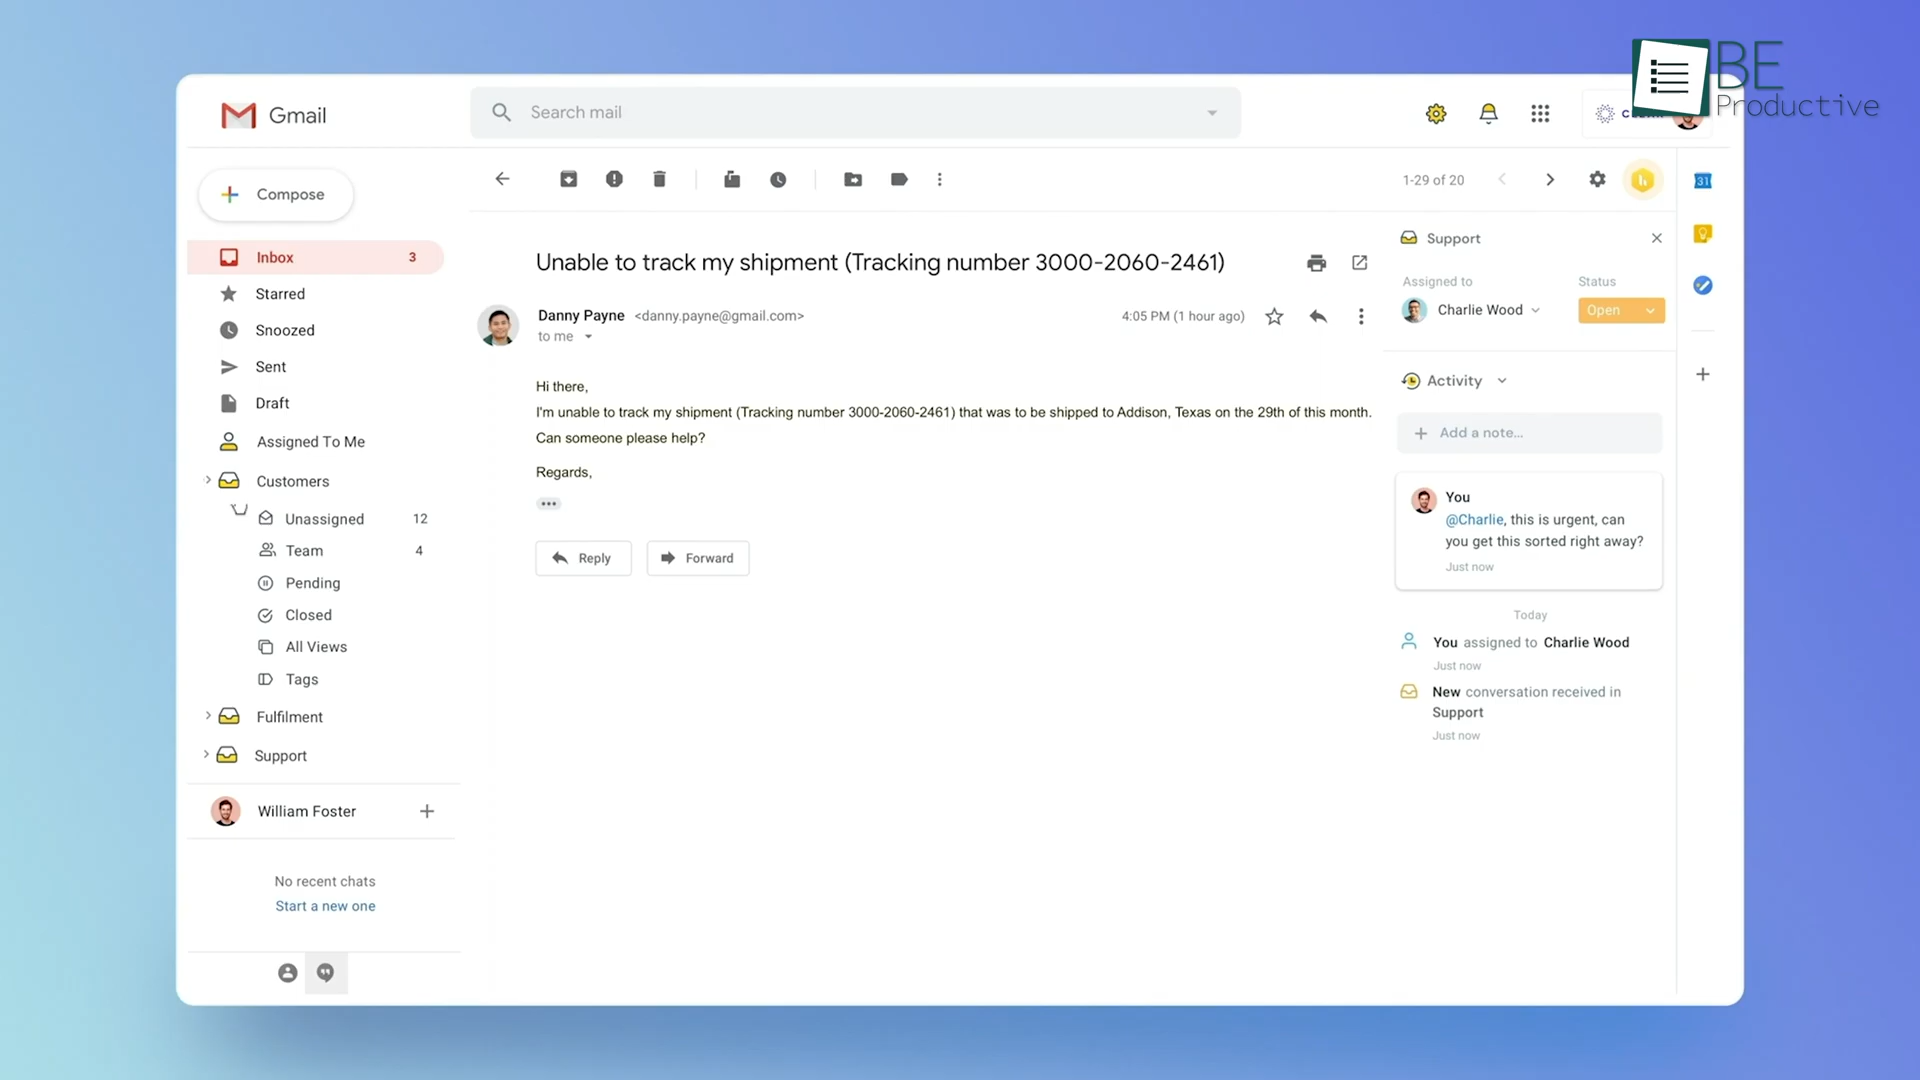 BE
Productive
Gmail
Search mail
Compose
1-29 of 20
31
Inbox 3
Starred
Snoozed
Sent
Draft
Assigned To Me
Customers
Unassigned 12
Team 4
Pending
Closed
All Views
Tags
Fulfilment
Support
William Foster
No recent chats
Start a new one
Unable to track my shipment (Tracking number 3000-2060-2461)
Danny Payne <danny.payne@gmail.com>
to me
4:05 PM (1 hour ago)
Hi there,
I'm unable to track my shipment (Tracking number 3000-2060-2461) that was to be shipped to Addison, Texas on the 29th of this month.
Can someone please help?
Regards,
Reply
Forward
Support
Assigned to
Status
Charlie Wood
Open
Activity
Add a note...
You
@Charlie, this is urgent, can
you get this sorted right away?
Just now
Today
You assigned to Charlie Wood
Just now
New conversation received in
Support
Just now